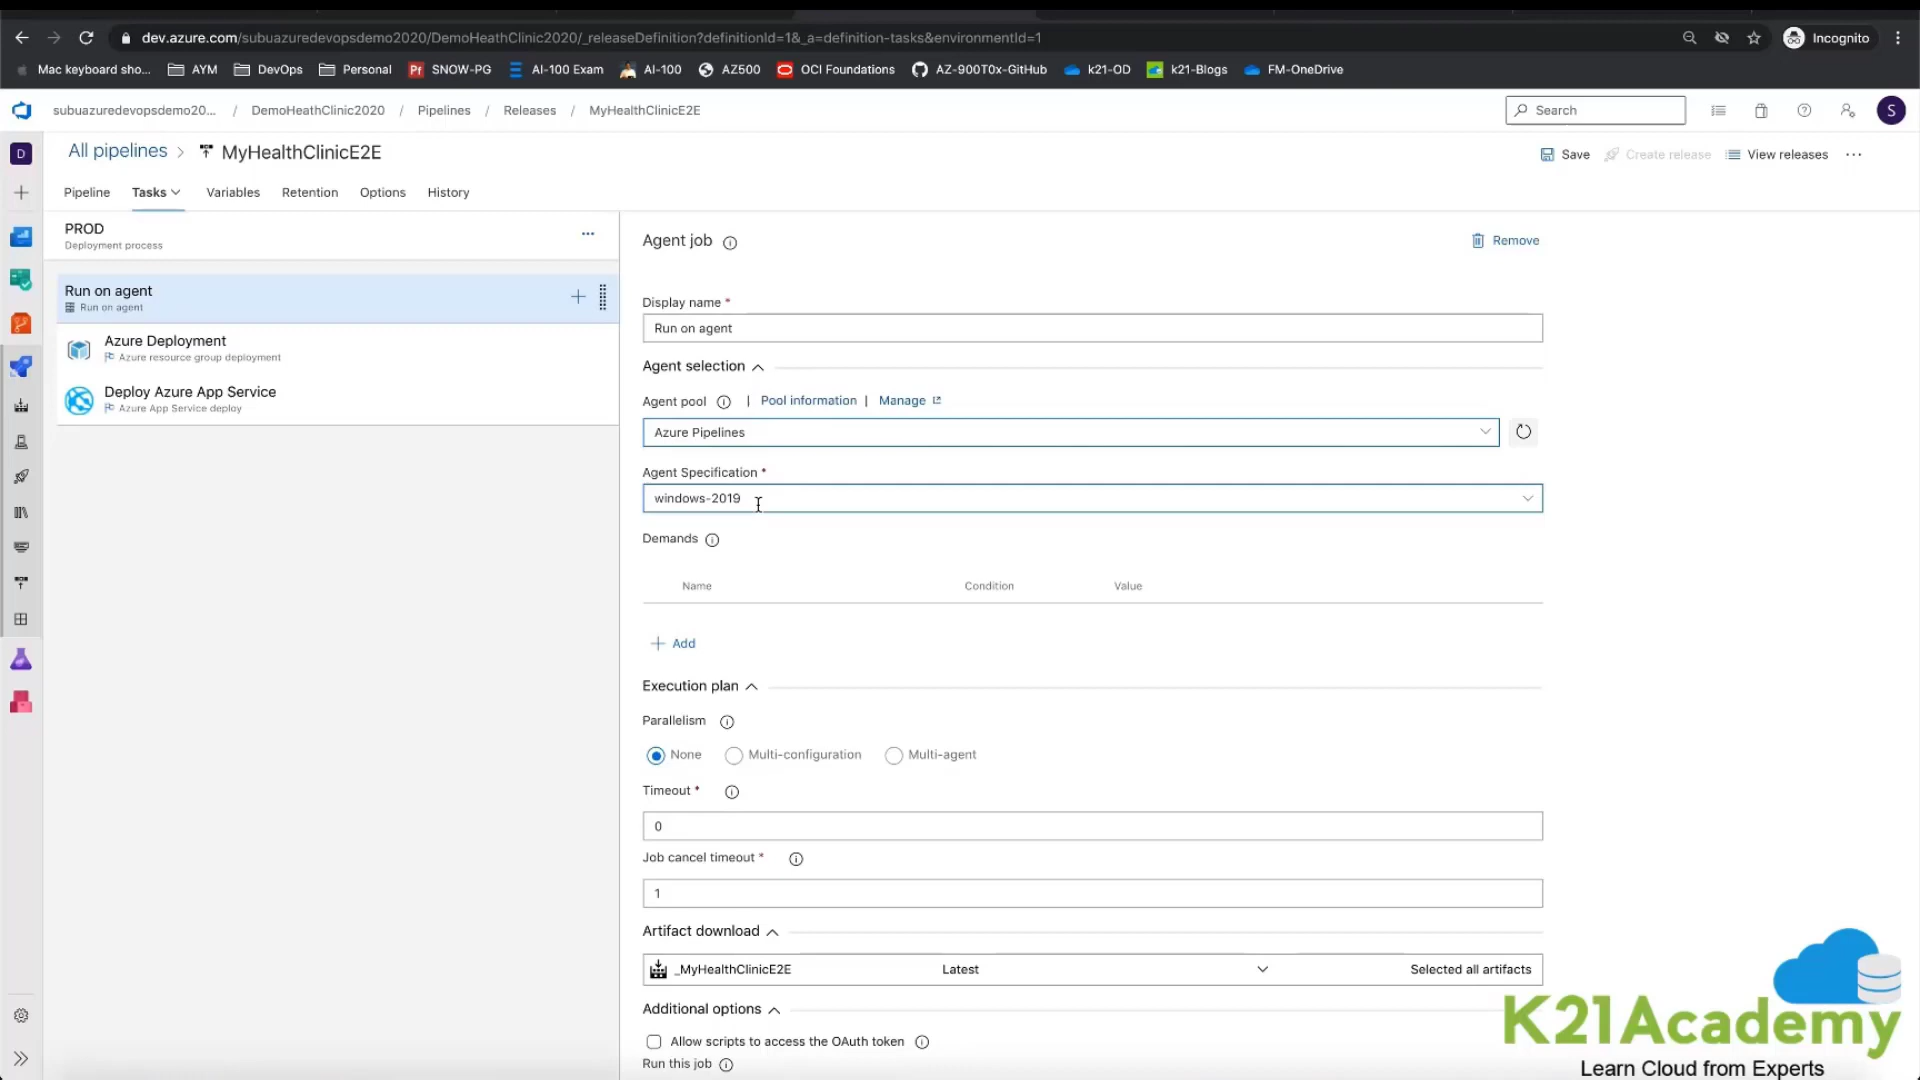 dev.azure.com/subuazuredevopsdemo2020/DemoHeathClinic2020/_releaseDefinition?definitionId=1&_a=definition-tasks&environmentId=1
Incognito
Mac keyboard sho... AYM DevOps Personal SNOW-PG AI-100 Exam AI-100 AZ500 OCI Foundations AZ-900T0x-GitHub k21-OD k21-Blogs FM-OneDrive
subuazuredevopsdemo20... / DemoHeathClinic2020 / Pipelines / Releases / MyHealthClinicE2E
Search
S
D
All pipelines > MyHealthClinicE2E
Save Create release View releases ...
Pipeline Tasks Variables Retention Options History
PROD
Deployment process
Run on agent
Run on agent
Azure Deployment
Azure resource group deployment
Deploy Azure App Service
Azure App Service deploy
Agent job
Remove
Display name *
Run on agent
Agent selection
Agent pool | Pool information | Manage
Azure Pipelines
Agent Specification *
windows-2019
Demands
Name Condition Value
+ Add
Execution plan
Parallelism
None Multi-configuration Multi-agent
Timeout *
0
Job cancel timeout *
1
Artifact download
_MyHealthClinicE2E Latest Selected all artifacts
Additional options
Allow scripts to access the OAuth token
Run this job
K21Academy
Learn Cloud from Experts